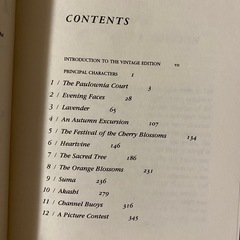 CONTENTS
INTRODUCTION TO THE VINTAGE EDITION vii
PRINCIPAL CHARACTERS 1
1 / The Paulownia Court 3
2 / Evening Faces 28
3 / Lavender 65
4 / An Autumn Excursion 107
5 / The Festival of the Cherry Blossoms 134
6 / Heartvine 146
7 / The Sacred Tree 186
8 / The Orange Blossoms 231
9 / Suma 236
10 / Akashi 279
11 / Channel Buoys 316
12 / A Picture Contest 345